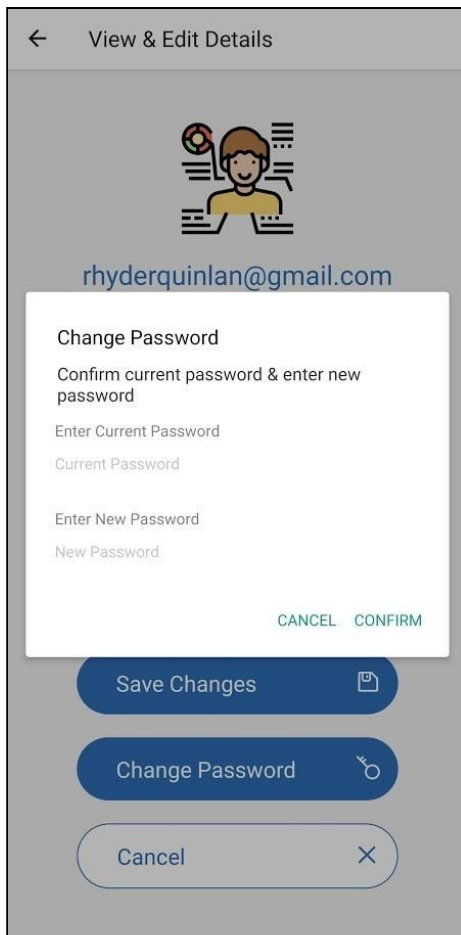 View & Edit Details
rhyderquinlan@gmail.com
Change Password
Confirm current password & enter new
password
Enter Current Password
Current Password
Enter New Password
New Password
CANCEL CONFIRM
Save Changes
Change Password
Cancel